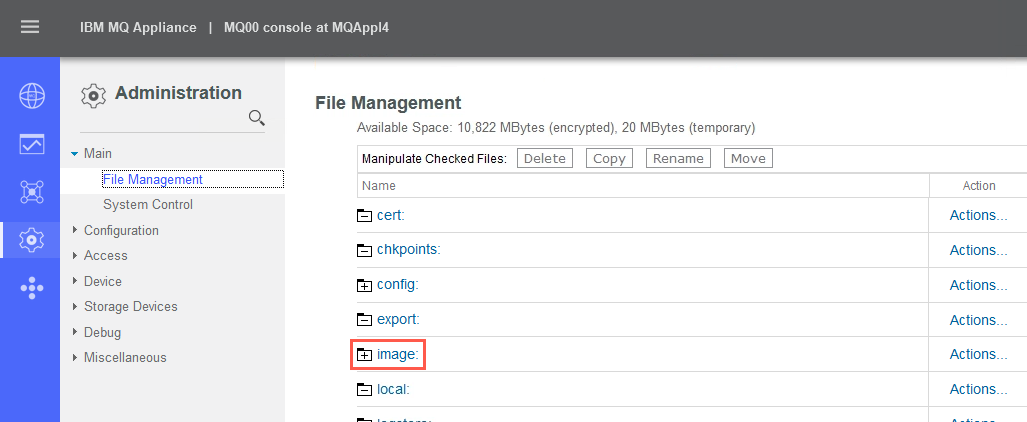 IBM MQ Appliance | MQ00 console at MQAppl4
Administration
Main
File Management
System Control
Configuration
Access
Device
Storage Devices
Debug
Miscellaneous
File Management
Available Space: 10,822 MBytes (encrypted), 20 MBytes (temporary)
Manipulate Checked Files: Delete Copy Rename Move
Name Action
cert: Actions...
chkpoints: Actions...
config: Actions...
export: Actions...
image: Actions...
local: Actions...